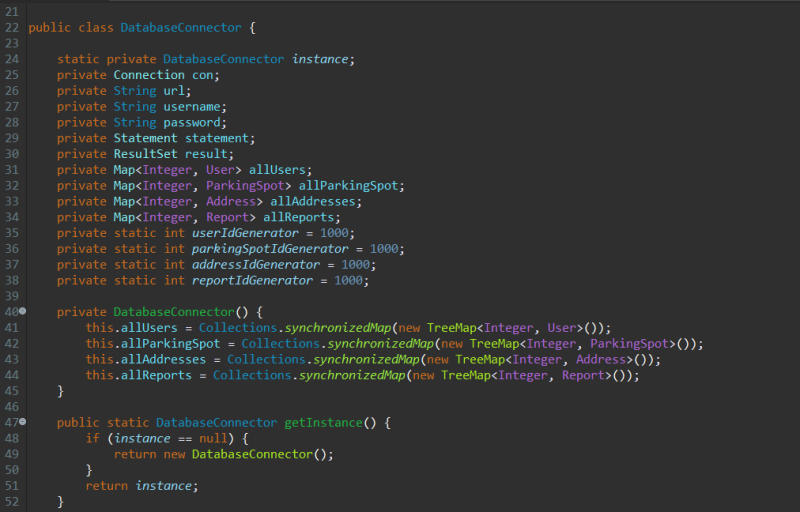 21
22 public class DatabaseConnector {
23
24     static private DatabaseConnector instance;
25     private Connection con;
26     private String url;
27     private String username;
28     private String password;
29     private Statement statement;
30     private ResultSet result;
31     private Map<Integer, User> allUsers;
32     private Map<Integer, ParkingSpot> allParkingSpot;
33     private Map<Integer, Address> allAddresses;
34     private Map<Integer, Report> allReports;
35     private static int userIdGenerator = 1000;
36     private static int parkingSpotIdGenerator = 1000;
37     private static int addressIdGenerator = 1000;
38     private static int reportIdGenerator = 1000;
39
40     private DatabaseConnector() {
41         this.allUsers = Collections.synchronizedMap(new TreeMap<Integer, User>());
42         this.allParkingSpot = Collections.synchronizedMap(new TreeMap<Integer, ParkingSpot>());
43         this.allAddresses = Collections.synchronizedMap(new TreeMap<Integer, Address>());
44         this.allReports = Collections.synchronizedMap(new TreeMap<Integer, Report>());
45     }
46
47     public static DatabaseConnector getInstance() {
48         if (instance == null) {
49             return new DatabaseConnector();
50         }
51         return instance;
52     }